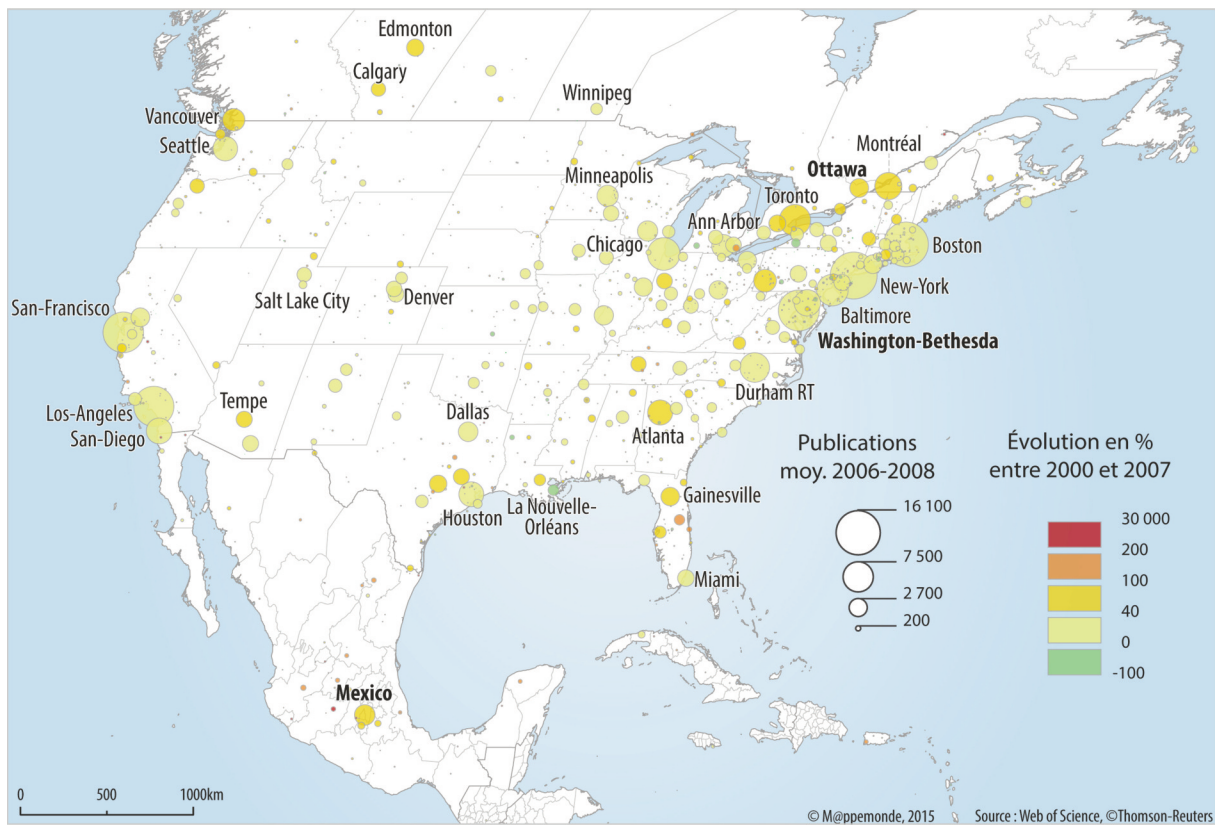 Edmonton
Calgary
Winpeg
Vancouver
Seattle
Montréal
Ottawa
Minneapolis
Toronto
Ann Arbor
Chicago
Boston
New-York
Salt Lake City
Denver
San-Francisco
Baltimore
Washington-Bethesda
Durham RT
Tempe
Los-Angeles
San-Diego
Dallas
Atlanta
Houston
La Nouvelle-
Orléans
Gainesville
Miami
Mexico
Publications
moy. 2006-2008
16 100
7 500
2 700
200
Évolution en %
entre 2000 et 2007
30 000
200
100
40
0
-100
0 500 1000km
© M@ppemonde, 2015 Source : Web of Science, ©Thomson-Reuters